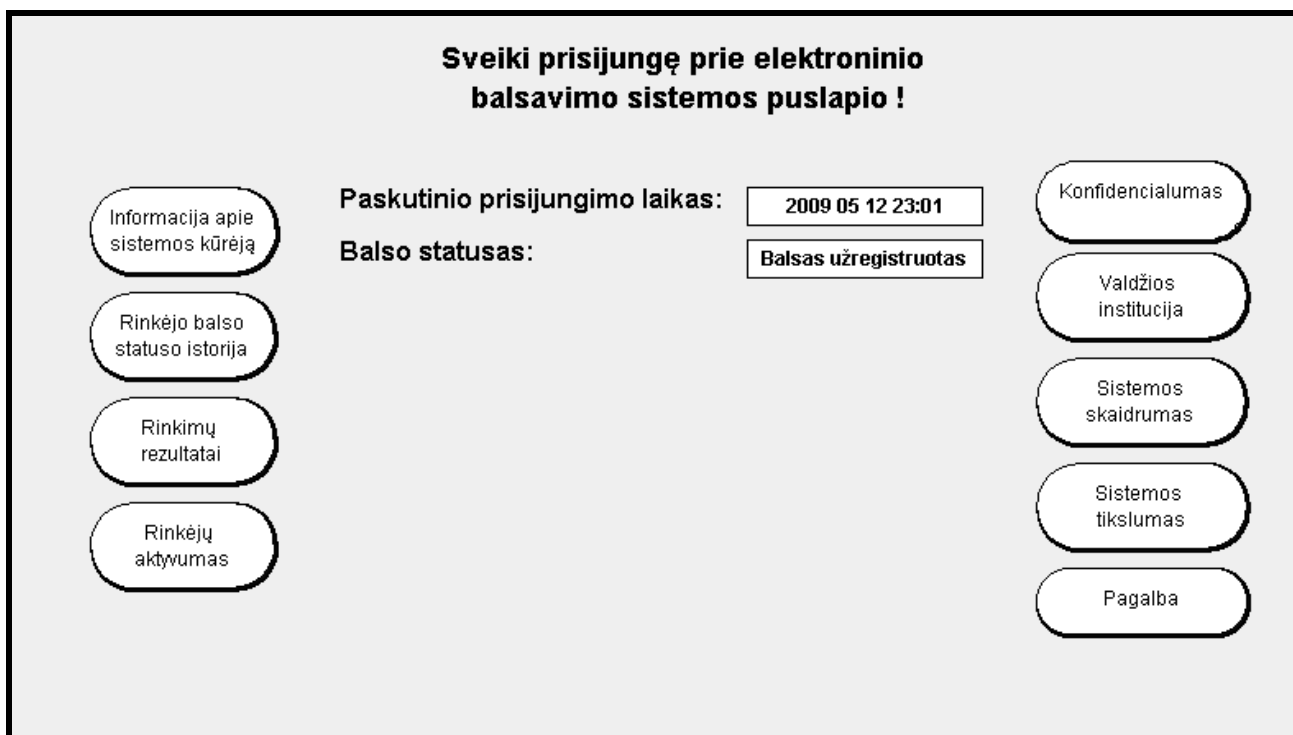 Sveiki prisijungę prie elektroninio
balsavimo sistemos puslapio !
Informacija apie
sistemos kūrėją
Rinkėjo balso
statuso istorija
Rinkimų
rezultatai
Rinkėjų
aktyvumas
Paskutinio prisijungimo laikas:
2009 05 12 23:01
Balso statusas:
Balsas užregistruotas
Konfidencialumas
Valdžios
institucija
Sistemos
skaidrumas
Sistemos
tikslumas
Pagalba